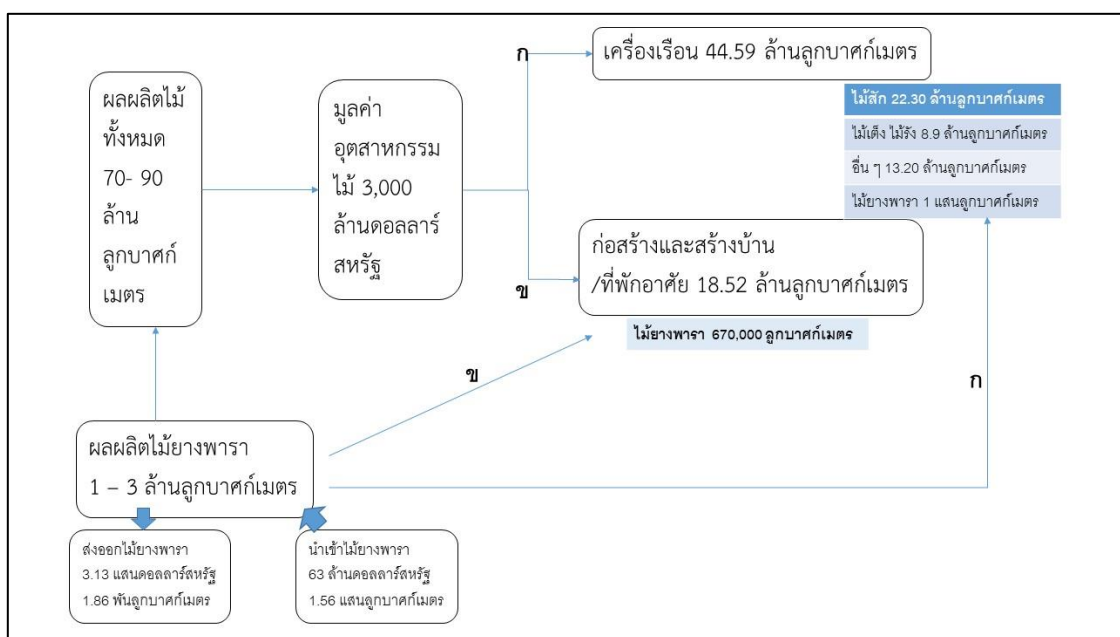 ผลผลิตไม้
ทั้งหมด
70- 90
ล้าน
ลูกบาศก์
เมตร
มูลค่า
อุตสาหกรรม
ไม้ 3,000
ล้านดอลลาร์
สหรัฐ
ก
เครื่องเรือน 44.59 ล้านลูกบาศก์เมตร
ไม้สัก 22.30 ล้านลูกบาศก์เมตร
ไม้เต็ง ไม้รัง 8.9 ล้านลูกบาศก์เมตร
อื่น ๆ 13.20 ล้านลูกบาศก์เมตร
ไม้ยางพารา 1 แสนลูกบาศก์เมตร
ข
ก่อสร้างและสร้างบ้าน
/ที่พักอาศัย 18.52 ล้านลูกบาศก์เมตร
ไม้ยางพารา 670,000 ลูกบาศก์เมตร
ข
ก
ผลผลิตไม้ยางพารา
1 – 3 ล้านลูกบาศก์เมตร
ส่งออกไม้ยางพารา
3.13 แสนดอลลาร์สหรัฐ
1.86 พันลูกบาศก์เมตร
นำเข้าไม้ยางพารา
63 ล้านดอลลาร์สหรัฐ
1.56 แสนลูกบาศก์เมตร